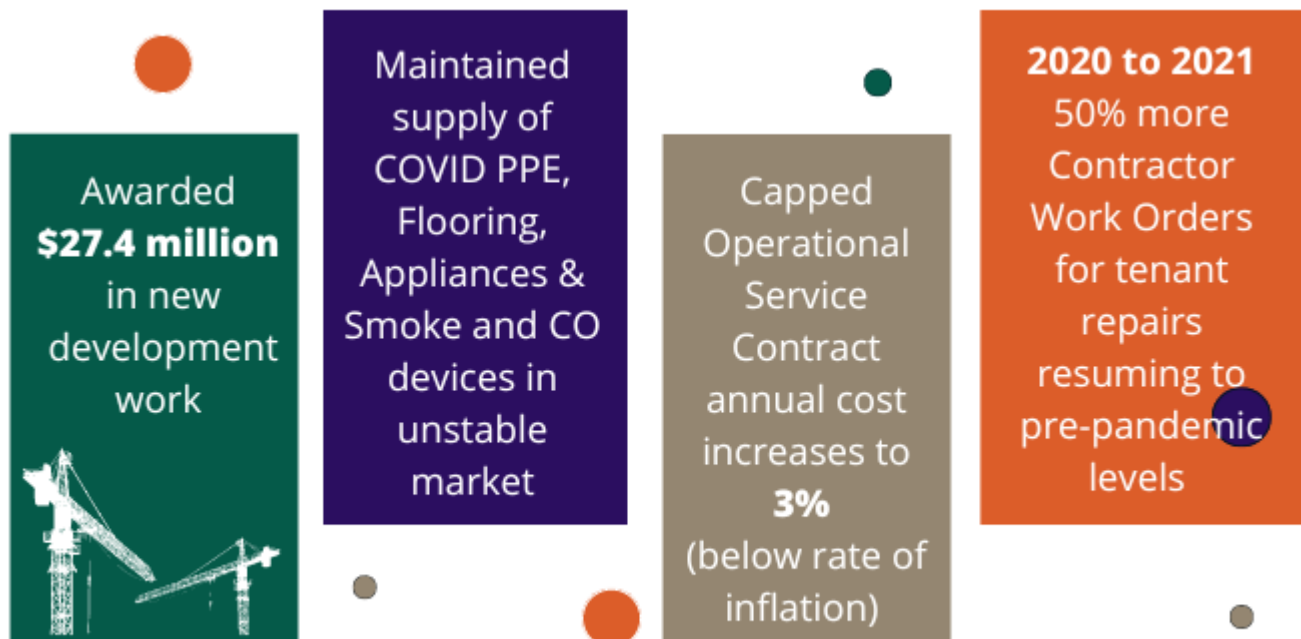 Awarded
$27.4 million
in new
development
work
Maintained
supply of
COVID PPE,
Flooring,
Appliances &
Smoke and CO
devices in
unstable
market
Capped
Operational
Service
Contract
annual cost
increases to
3%
(below rate of
inflation)
2020 to 2021
50% more
Contractor
Work Orders
for tenant
repairs
resuming to
pre-pandemic
levels